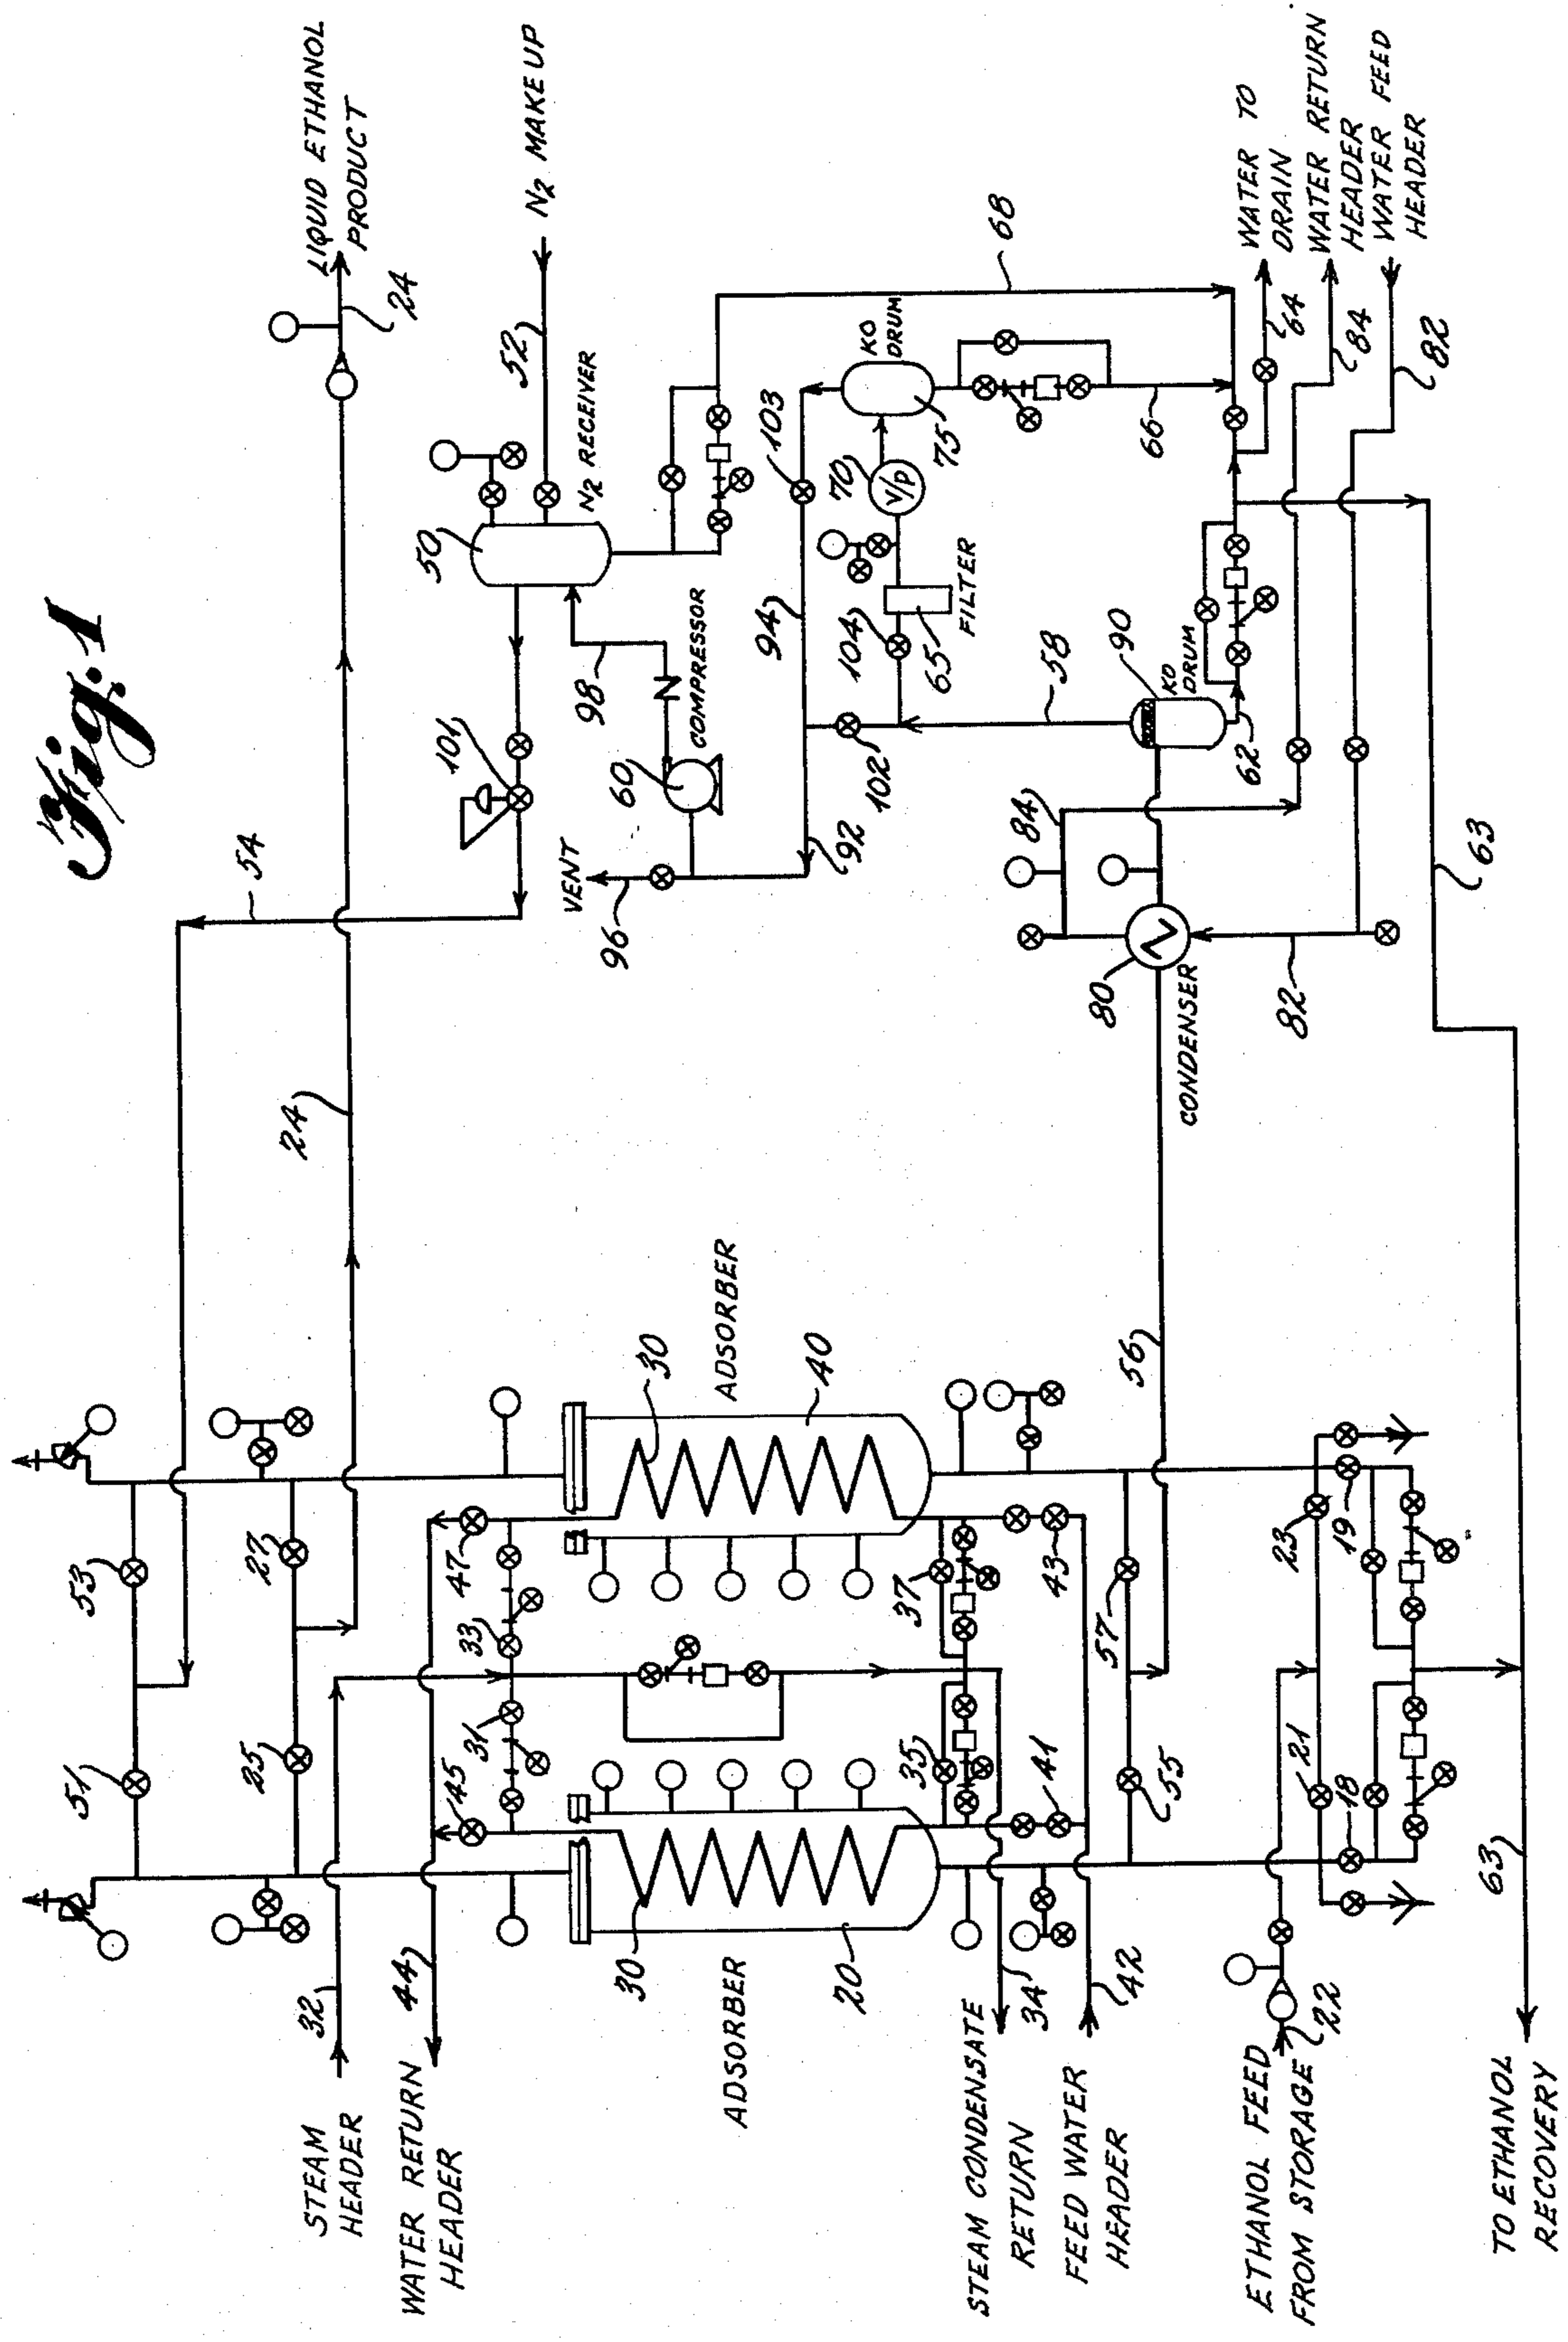 Fig. 1
LIQUID ETHANOL
PRODUCT
24
N2 MAKE UP
52
N2 RECEIVER
50
101
54
24
98
60
COMPRESSOR
VENT
96
92
94
103
KO
DRUM
75
70
V/P
104
65
FILTER
102
58
68
66
90
KO
DRUM
62
WATER TO
DRAIN
64
WATER RETURN
HEADER
84
WATER FEED
HEADER
82
84
80
CONDENSER
82
63
56
51
53
25
27
STEAM
HEADER
32
WATER RETURN
HEADER
44
45
47
31
33
30
30
ADSORBER
20
ADSORBER
40
35
37
41
43
STEAM CONDENSATE
RETURN
34
FEED WATER
HEADER
42
55
57
ETHANOL FEED
FROM STORAGE
22
21
23
18
19
TO ETHANOL
RECOVERY
63